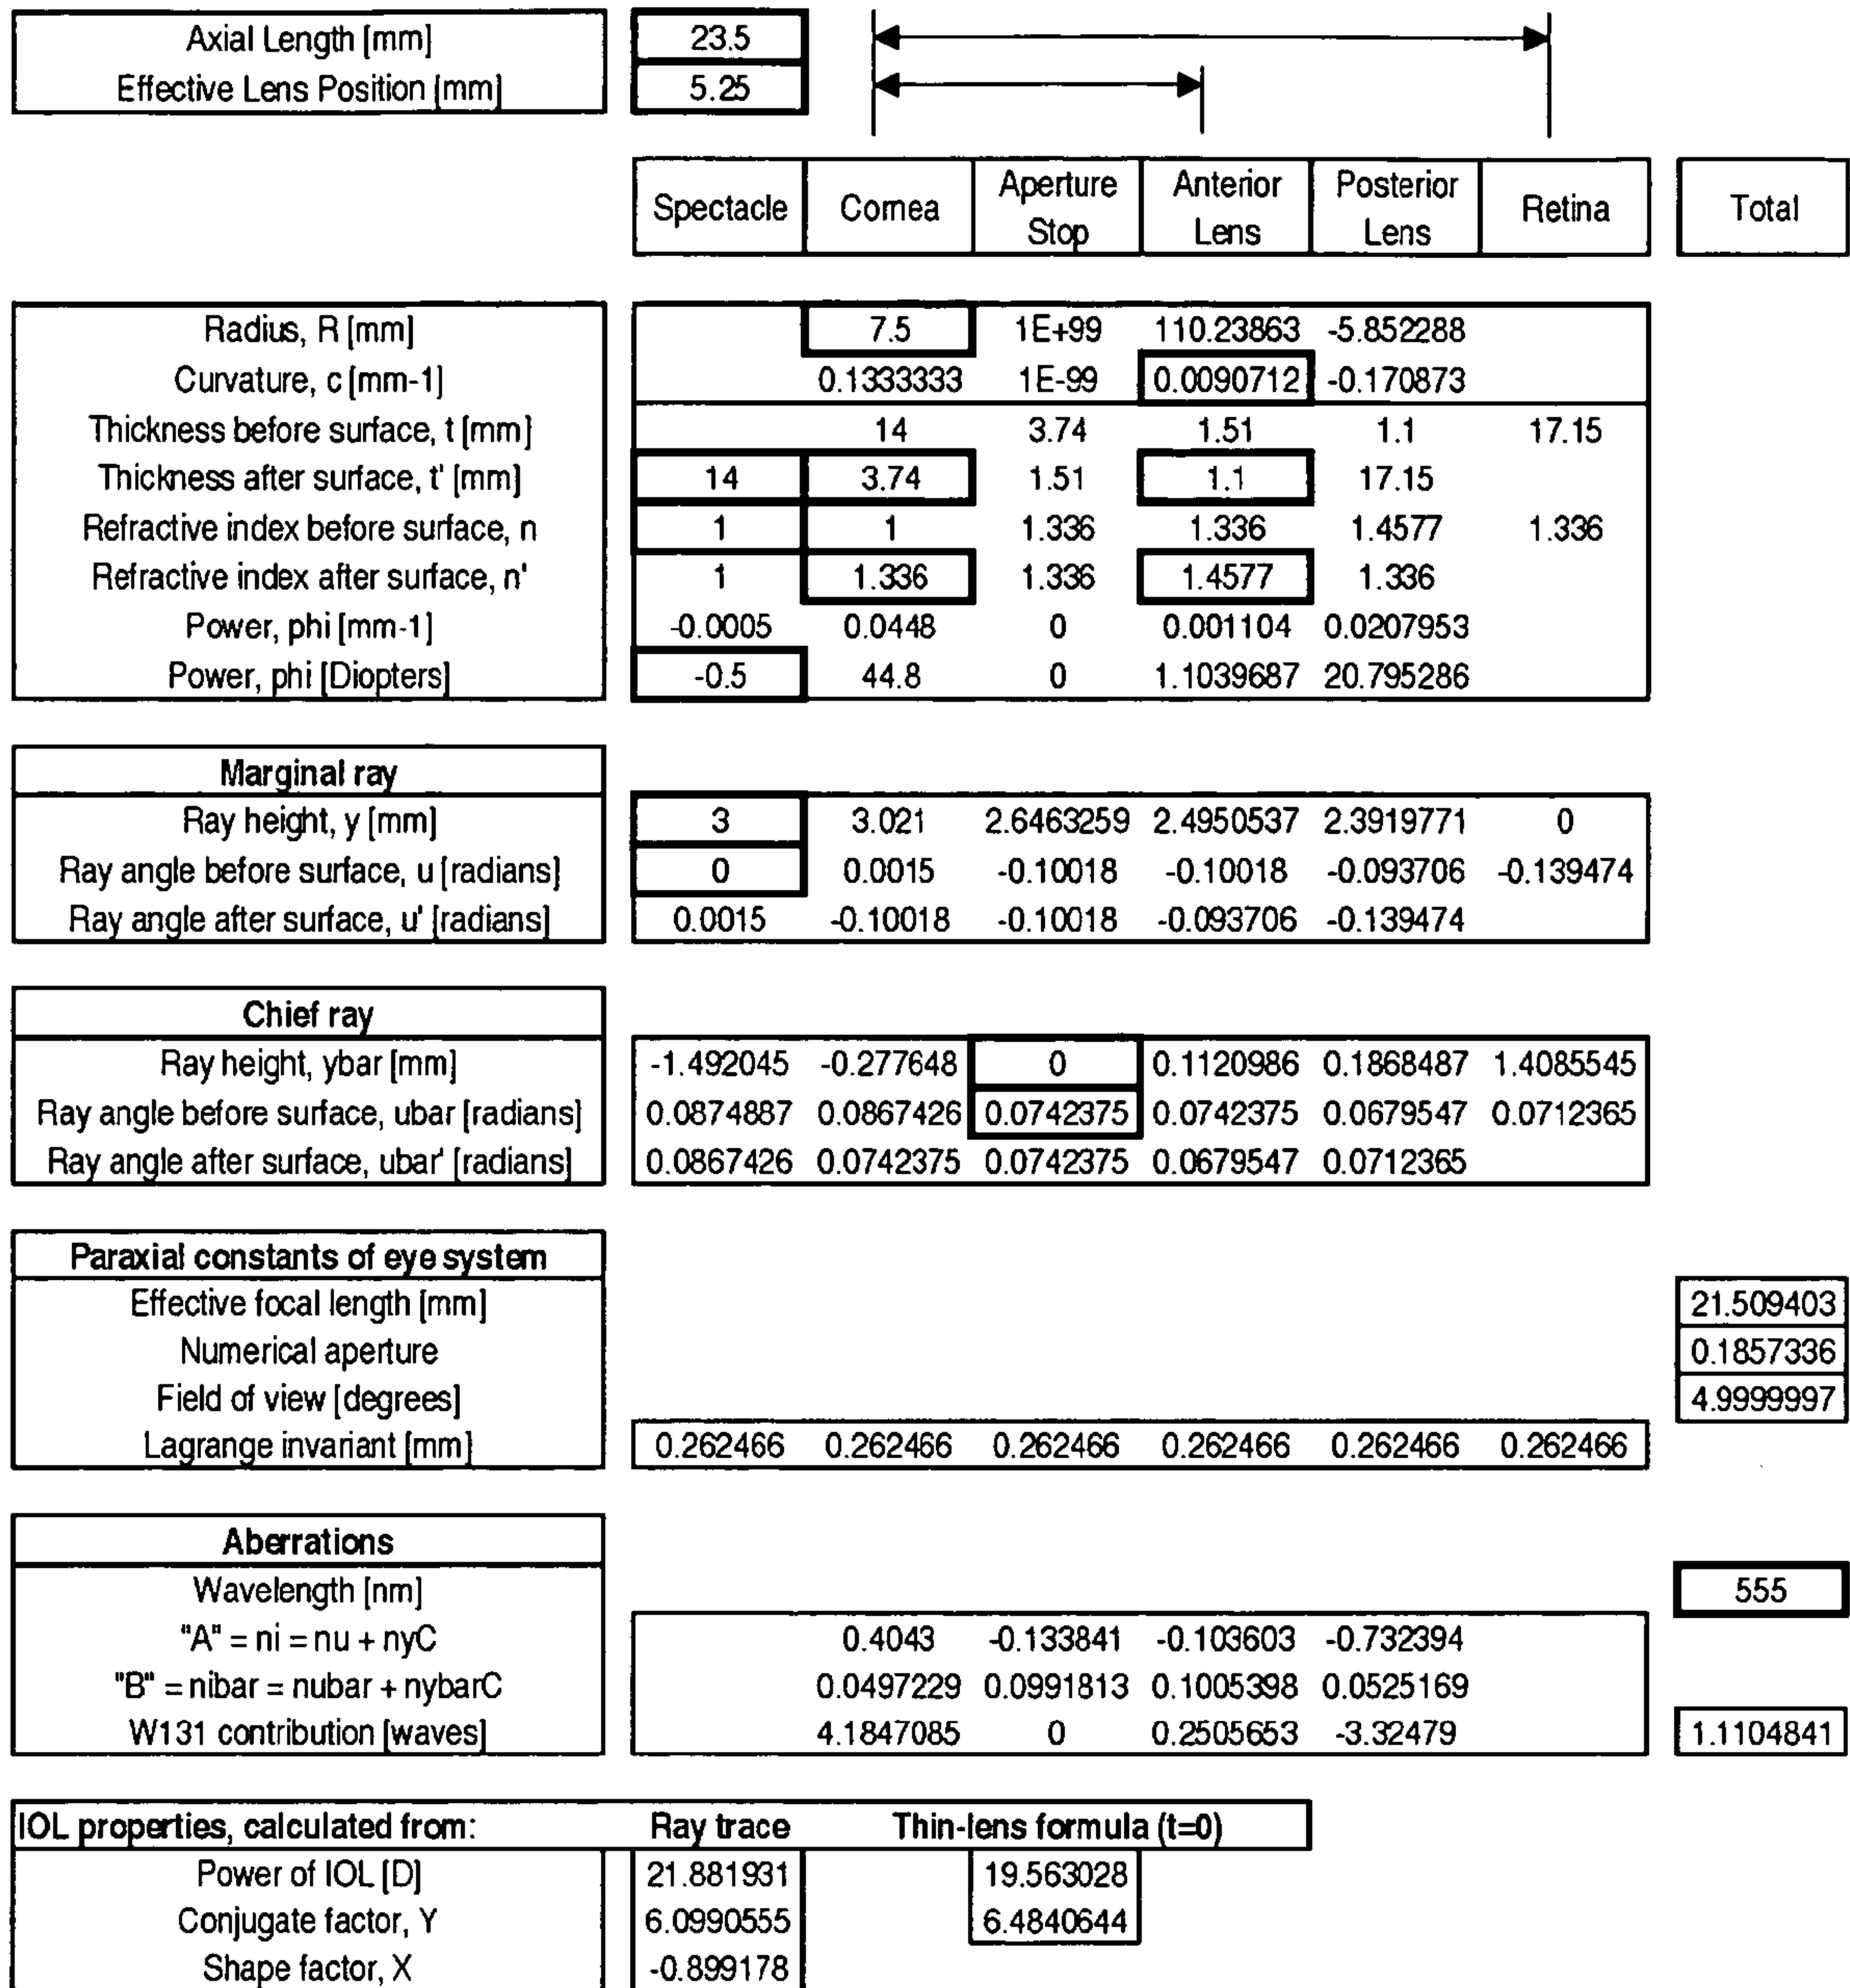 Axial Length [mm] 23.5
Effective Lens Position [mm] 5.25
Spectacle Cornea Aperture Stop Anterior Lens Posterior Lens Retina Total
Radius, R [mm] 7.5 1E+99 110.23863 -5.852288
Curvature, c [mm-1] 0.1333333 1E-99 0.0090712 -0.170873
Thickness before surface, t [mm] 14 3.74 1.51 1.1 17.15
Thickness after surface, t' [mm] 14 3.74 1.51 1.1 17.15
Refractive index before surface, n 1 1 1.336 1.336 1.4577 1.336
Refractive index after surface, n' 1 1.336 1.336 1.4577 1.336
Power, phi [mm-1] -0.0005 0.0448 0 0.001104 0.0207953
Power, phi [Diopters] -0.5 44.8 0 1.1039687 20.795286
Marginal ray
Ray height, y [mm] 3 3.021 2.6463259 2.4950537 2.3919771 0
Ray angle before surface, u [radians] 0 0.0015 -0.10018 -0.10018 -0.093706 -0.139474
Ray angle after surface, u' [radians] 0.0015 -0.10018 -0.10018 -0.093706 -0.139474
Chief ray
Ray height, ybar [mm] -1.492045 -0.277648 0 0.1120986 0.1868487 1.4085545
Ray angle before surface, ubar [radians] 0.0874887 0.0867426 0.0742375 0.0742375 0.0679547 0.0712365
Ray angle after surface, ubar' [radians] 0.0867426 0.0742375 0.0742375 0.0679547 0.0712365
Paraxial constants of eye system
Effective focal length [mm] 21.509403
Numerical aperture 0.1857336
Field of view [degrees] 4.9999997
Lagrange invariant [mm] 0.262466 0.262466 0.262466 0.262466 0.262466 0.262466
Aberrations
Wavelength [nm] 555
"A" = ni = nu + nyC 0.4043 -0.133841 -0.103603 -0.732394
"B" = nibar = nubar + nybarC 0.0497229 0.0991813 0.1005398 0.0525169
W131 contribution [waves] 4.1847085 0 0.2505653 -3.32479 1.1104841
IOL properties, calculated from: Ray trace Thin-lens formula (t=0)
Power of IOL [D] 21.881931 19.563028
Conjugate factor, Y 6.0990555 6.4840644
Shape factor, X -0.899178